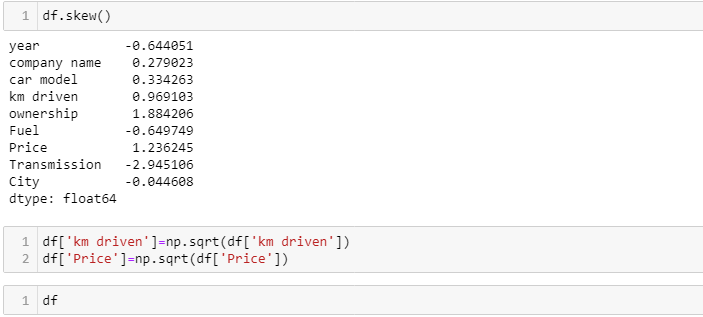 1 df.skew()
year -0.644051
company name 0.279023
car model 0.334263
km driven 0.969103
ownership 1.884206
Fuel -0.649749
Price 1.236245
Transmission -2.945106
City -0.044608
dtype: float64
1 df['km driven']=np.sqrt(df['km driven'])
2 df['Price']=np.sqrt(df['Price'])
1 df